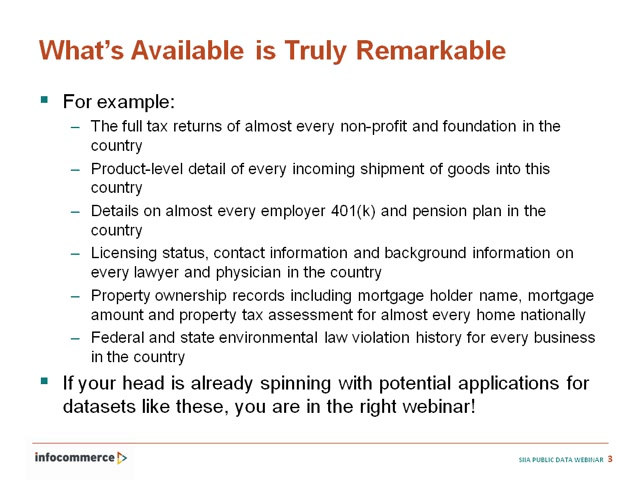 What's Available is Truly Remarkable
For example:
– The full tax returns of almost every non-profit and foundation in the
country
– Product-level detail of every incoming shipment of goods into this
country
– Details on almost every employer 401(k) and pension plan in the
country
– Licensing status, contact information and background information on
every lawyer and physician in the country
– Property ownership records including mortgage holder name, mortgage
amount and property tax assessment for almost every home nationally
– Federal and state environmental law violation history for every business
in the country
If your head is already spinning with potential applications for
datasets like these, you are in the right webinar!
infocommerce
SIIA PUBLIC DATA WEBINAR 3